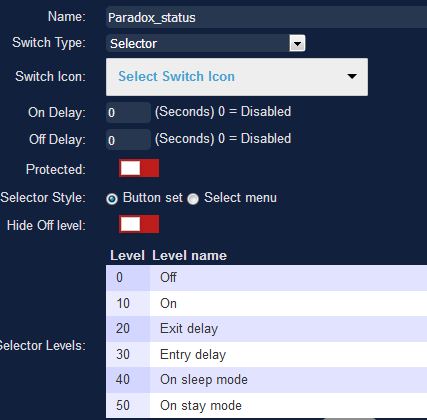 Name: Paradox_status
Switch Type: Selector
Switch Icon: Select Switch Icon
On Delay: 0 (Seconds) 0 = Disabled
Off Delay: 0 (Seconds) 0 = Disabled
Protected:
Selector Style: Button set Select menu
Hide Off level:
Level Level name
0 Off
10 On
20 Exit delay
30 Entry delay
Selector Levels:
40 On sleep mode
50 On stay mode